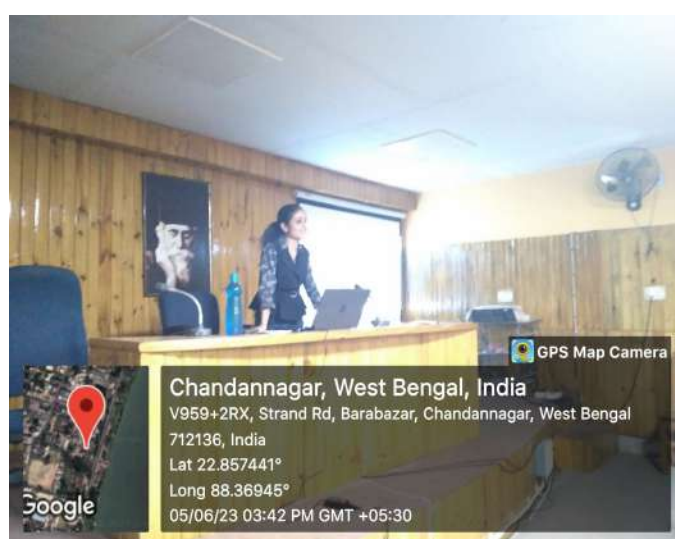 GPS Map Camera
Chandannagar, West Bengal, India
V959+2RX, Strand Rd, Barabazar, Chandannagar, West Bengal
712136, India
Lat 22.857441°
Long 88.36945°
05/06/23 03:42 PM GMT +05:30
Google